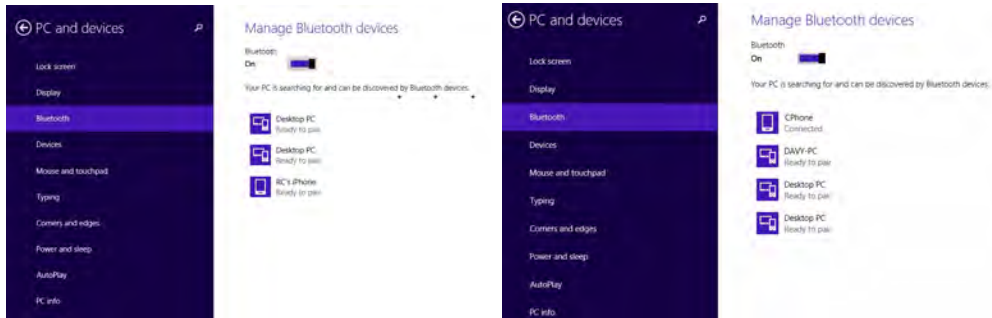 PC and devices
Lock screen
Display
Bluetooth
Devices
Mouse and touchpad
Typing
Corners and edges
Power and sleep
AutoPlay
PC info
Manage Bluetooth devices
Bluetooth
On
Your PC is searching for and can be discovered by Bluetooth devices.
Desktop PC
Ready to pair
Desktop PC
Ready to pair
RC's iPhone
Ready to pair
PC and devices
Lock screen
Display
Bluetooth
Devices
Mouse and touchpad
Typing
Corners and edges
Power and sleep
AutoPlay
PC info
Manage Bluetooth devices
Bluetooth
On
Your PC is searching for and can be discovered by Bluetooth devices.
CPhone
Connected
DAVY-PC
Ready to pair
Desktop PC
Ready to pair
Desktop PC
Ready to pair